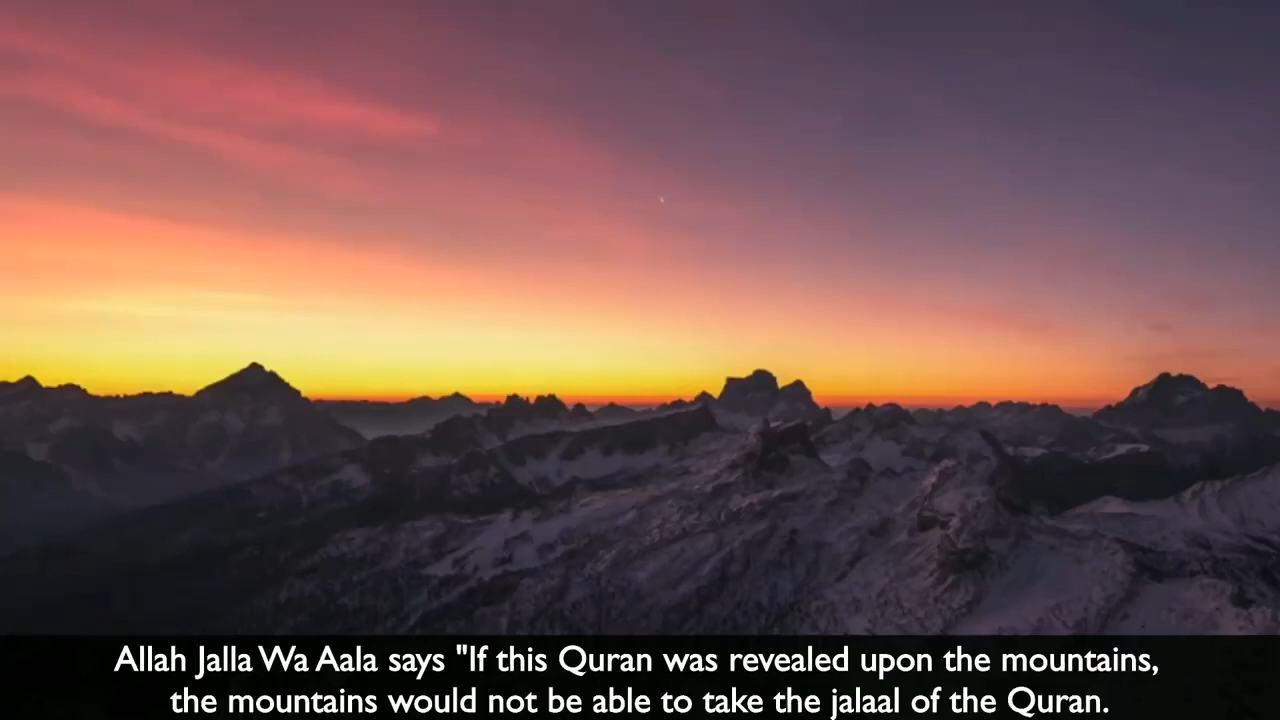 Allah Jalla Wa Aala says "If this Quran was revealed upon the mountains,
the mountains would not be able to take the jalaal of the Quran.